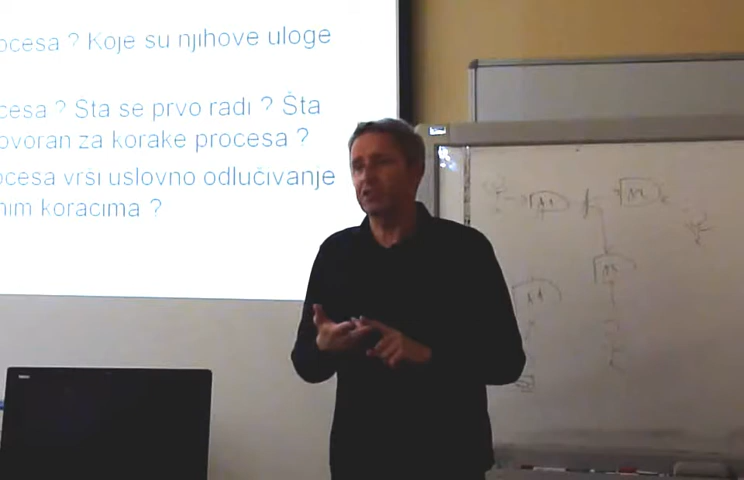 ocesa ? Koje su njihove uloge
cesa ? Šta se prvo radi ? Šta
ovoran za korake procesa ?
ocesa vrši uslovno odlučivanje
nim koracima ?